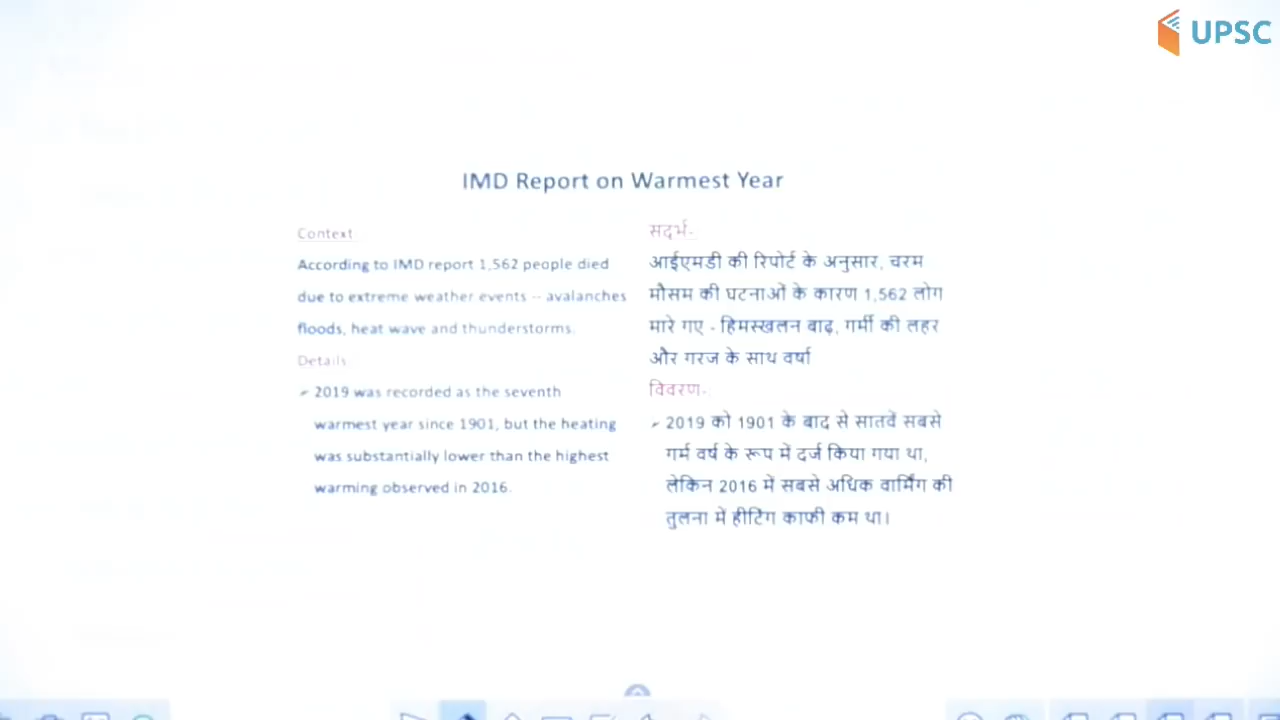 UPSC
IMD Report on Warmest Year
Context
According to IMD report 1,562 people died
due to extreme weather events -- avalanches
floods, heat wave and thunderstorms.
Details
2019 was recorded as the seventh
warmest year since 1901, but the heating
was substantially lower than the highest
warming observed in 2016.
सदर्भ-
आईएमडी की रिपोर्ट के अनुसार, चरम
मौसम की घटनाओं के कारण 1,562 लोग
मारे गए - हिमस्खलन बाढ़, गर्मी की लहर
और गरज के साथ वर्षा
विवरण-
2019 को 1901 के बाद से सातवें सबसे
गर्म वर्ष के रूप में दर्ज किया गया था,
लेकिन 2016 में सबसे अधिक वार्मिंग की
तुलना में हीटिंग काफी कम था।